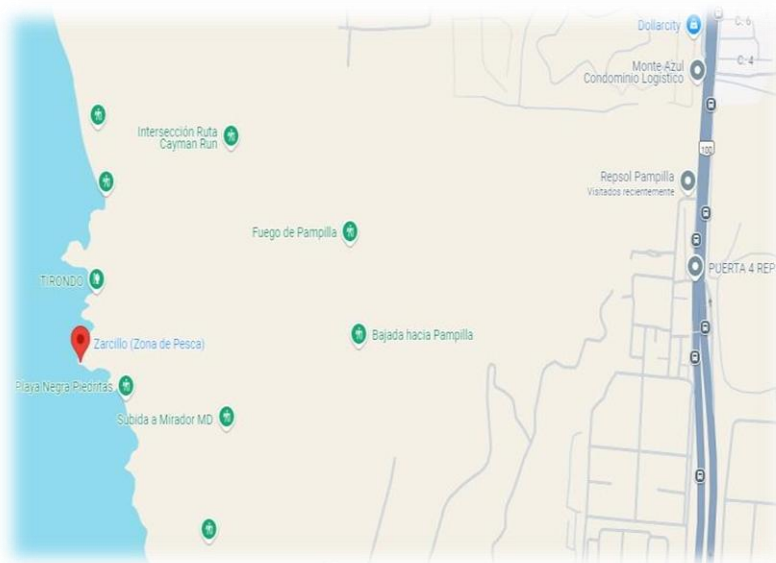 Dollarcity
C. 6
Monte Azul
Condominio Logístico
C. 4
Intersección Ruta
Cayman Run
100
Repsol Pampilla
Visitados recientemente
Fuego de Pampilla
PUERTA 4 REP
TIRONDO
Zarcillo (Zona de Pesca)
Bajada hacia Pampilla
Playa Negra Piedritas
Subida a Mirador MD